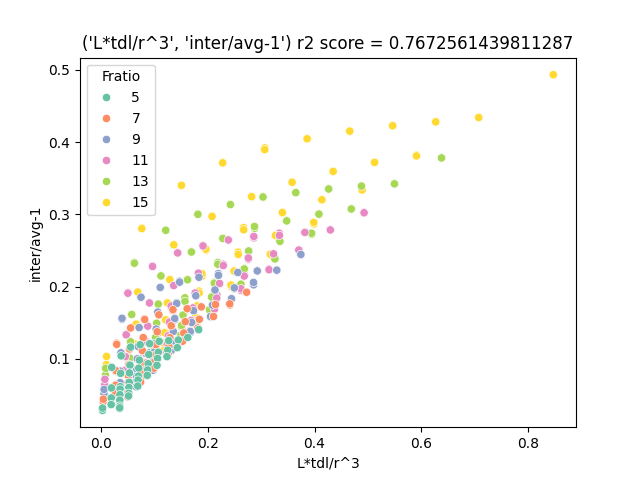 ('L*tdl/r^3', 'inter/avg-1') r2 score = 0.7672561439811287
Fratio
5
7
9
11
13
15
0.5
0.4
0.3
0.2
0.1
inter/avg-1
0.0 0.2 0.4 0.6 0.8
L*tdl/r^3